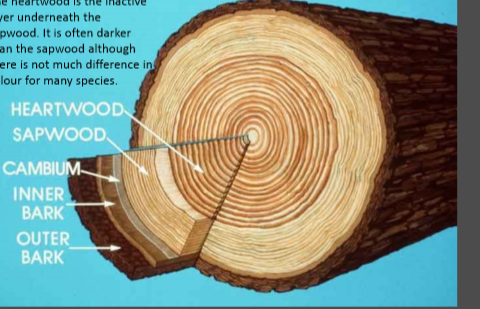 heartwood is the inactive
underneath the
It is often darker
the sapwood although
is not much difference in
for many species.
HEARTWOOD
SAPWOOD
CAMBIUM
INNER
BARK
OUTER
BARK